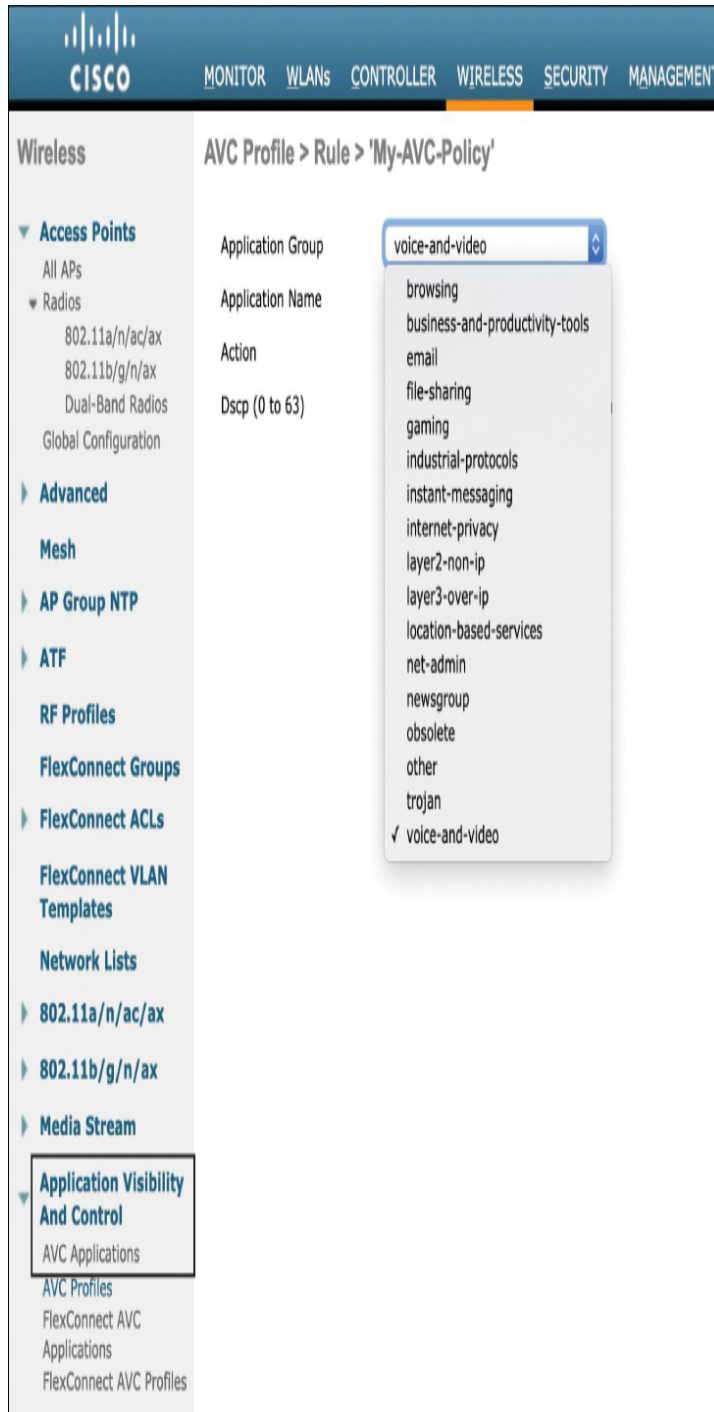 CISCO
MONITOR WLANs CONTROLLER WIRELESS SECURITY MANAGEMENT
Wireless
Access Points
All APs
Radios
802.11a/n/ac/ax
802.11b/g/n/ax
Dual-Band Radios
Global Configuration
Advanced
Mesh
AP Group NTP
ATF
RF Profiles
FlexConnect Groups
FlexConnect ACLs
FlexConnect VLAN
Templates
Network Lists
802.11a/n/ac/ax
802.11b/g/n/ax
Media Stream
Application Visibility
And Control
AVC Applications
AVC Profiles
FlexConnect AVC
Applications
FlexConnect AVC Profiles
AVC Profile > Rule > 'My-AVC-Policy'
Application Group voice-and-video
Application Name
Action
Dscp (0 to 63)
browsing
business-and-productivity-tools
email
file-sharing
gaming
industrial-protocols
instant-messaging
internet-privacy
layer2-non-ip
layer3-over-ip
location-based-services
net-admin
newsgroup
obsolete
other
trojan
✓ voice-and-video